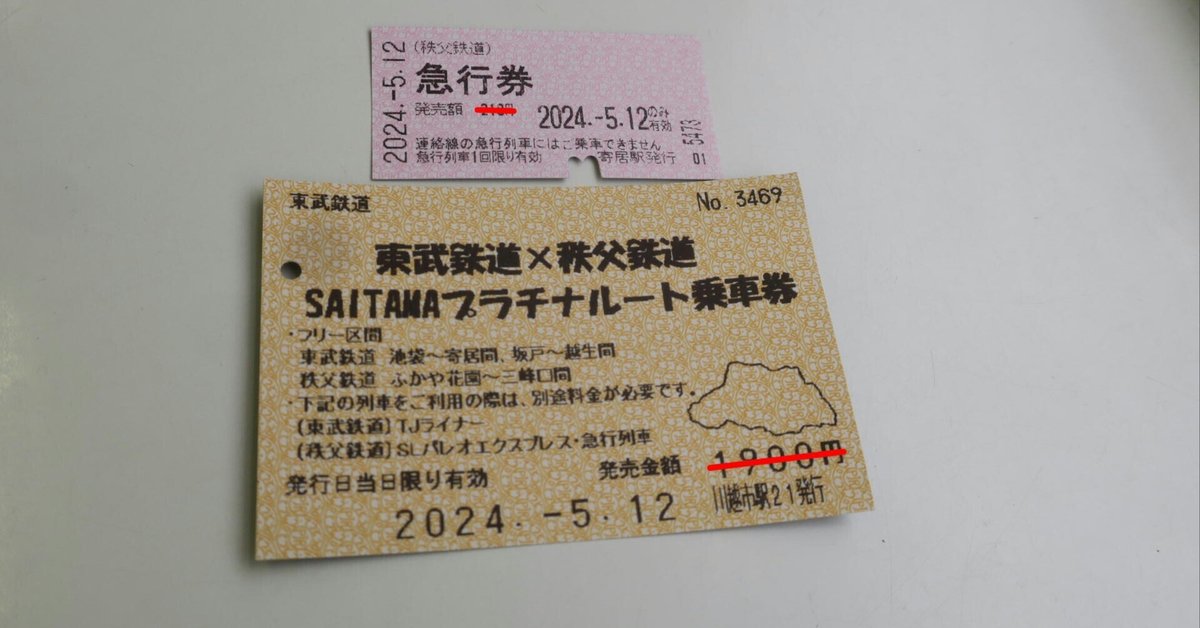 2024.-5.12
(秩父鉄道)
急行券
発売額 210円 2024.-5.12のみ有効
連絡線の急行列車にはご乗車できません
急行列車1回限り有効 寄居駅発行
5473
01
東武鉄道 No. 3469
東武鉄道×秩父鉄道
SAITAMAプラチナルート乗車券
・フリー区間
東武鉄道 池袋〜寄居間、坂戸〜越生間
秩父鉄道 ふかや花園〜三峰口間
・下記の列車をご利用の際は、別途料金が必要です。
(東武鉄道)TJライナー
(秩父鉄道)SLパレオエクスプレス・急行列車
発行日当日限り有効 発売金額 1900円
2024.-5.12 川越市駅21発行